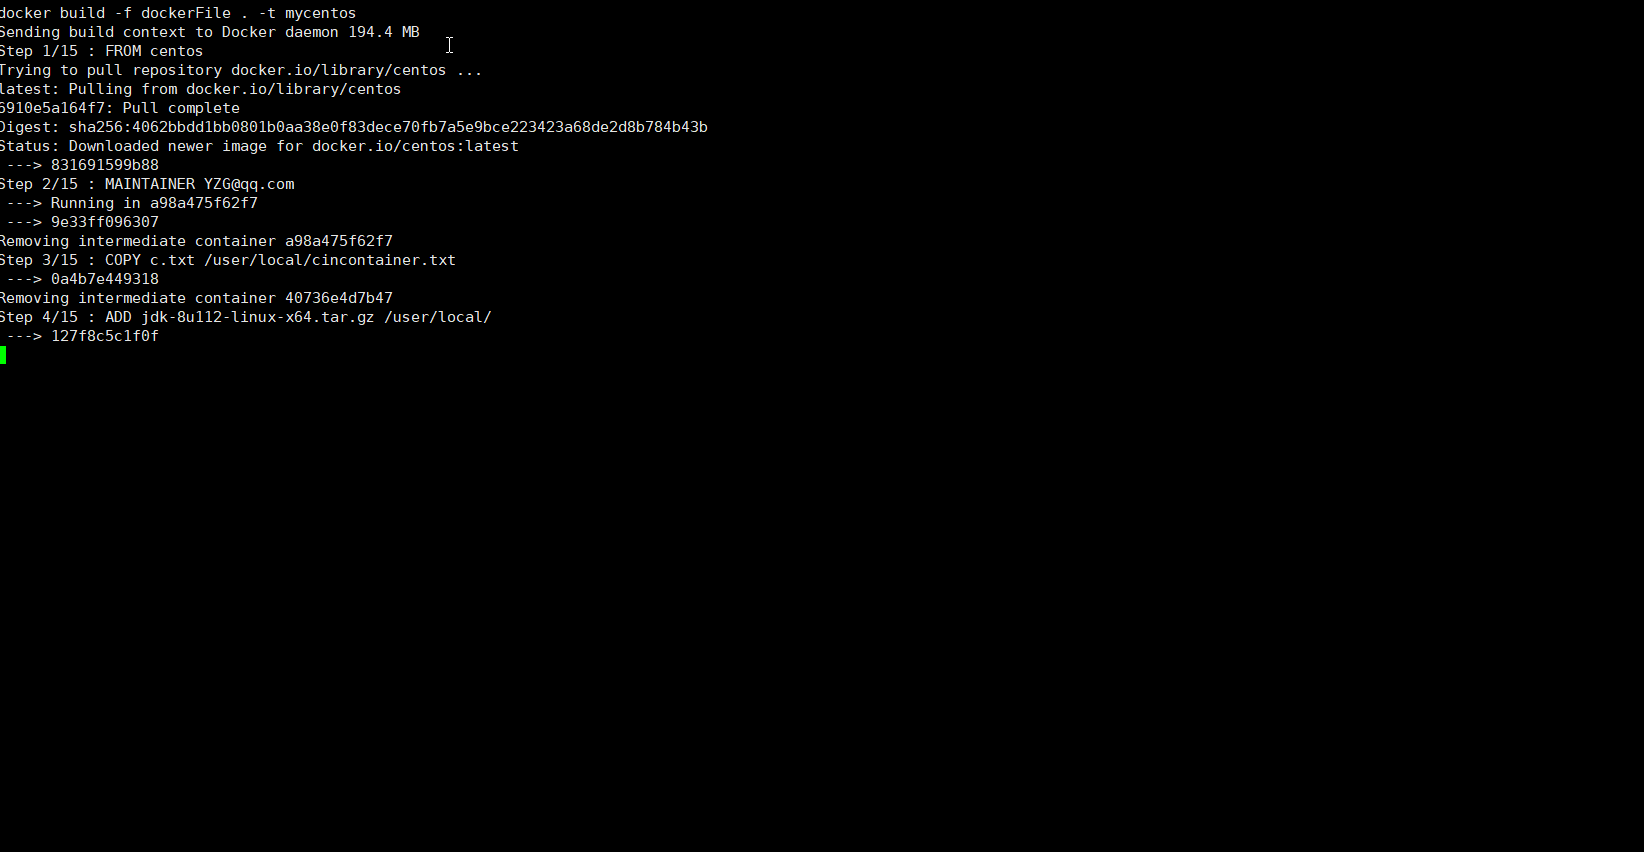 docker build -f dockerFile . -t mycentos
Sending build context to Docker daemon 194.4 MB
Step 1/15 : FROM centos
Trying to pull repository docker.io/library/centos ...
latest: Pulling from docker.io/library/centos
6910e5a164f7: Pull complete
Digest: sha256:4062bbdd1bb0801b0aa38e0f83dece70fb7a5e9bce223423a68de2d8b784b43b
Status: Downloaded newer image for docker.io/centos:latest
 ---> 831691599b88
Step 2/15 : MAINTAINER YZG@qq.com
 ---> Running in a98a475f62f7
 ---> 9e33ff096307
Removing intermediate container a98a475f62f7
Step 3/15 : COPY c.txt /user/local/cincontainer.txt
 ---> 0a4b7e449318
Removing intermediate container 40736e4d7b47
Step 4/15 : ADD jdk-8u112-linux-x64.tar.gz /user/local/
 ---> 127f8c5c1f0f